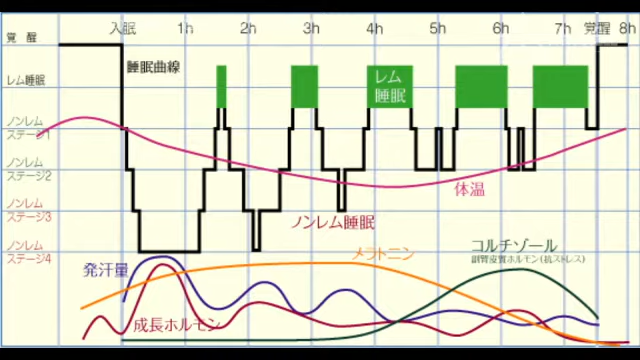 入眠 1h 2h 3h 4h 5h 6h 7h 覚醒 8h
覚醒
睡眠曲線
レム睡眠
レム
睡眠
ノンレム
ステージ1
ノンレム
ステージ2
体温
ノンレム
ステージ3
ノンレム睡眠
ノンレム
ステージ4
メラトニン
コルチゾール
副腎皮質ホルモン(抗ストレス)
発汗量
成長ホルモン